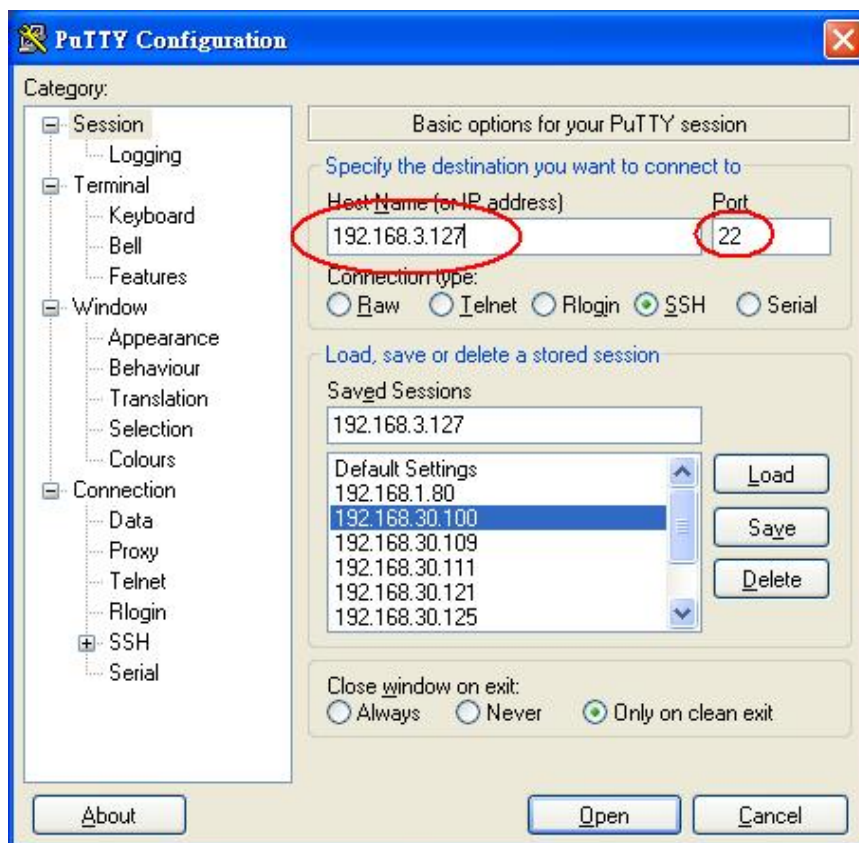 PuTTY Configuration
Category:
Session
Logging
Terminal
Keyboard
Bell
Features
Window
Appearance
Behaviour
Translation
Selection
Colours
Connection
Data
Proxy
Telnet
Rlogin
SSH
Serial
Basic options for your PuTTY session
Specify the destination you want to connect to
Host Name (or IP address) Port
192.168.3.127 22
Connection type:
Raw Telnet Rlogin SSH Serial
Load, save or delete a stored session
Saved Sessions
192.168.3.127
Default Settings
192.168.1.80
192.168.30.100
192.168.30.109
192.168.30.111
192.168.30.121
192.168.30.125
Load
Save
Delete
Close window on exit:
Always Never Only on clean exit
About Open Cancel